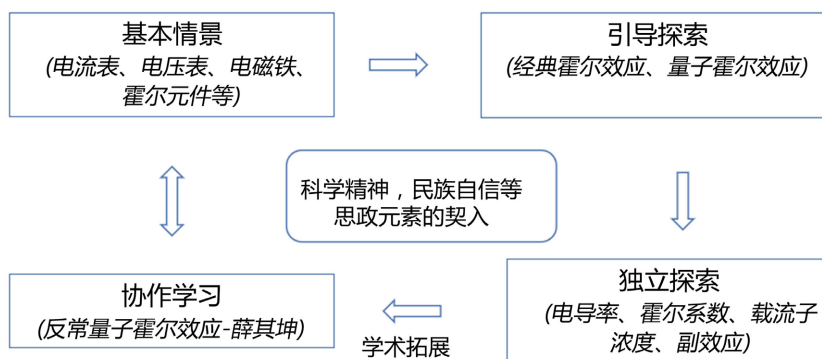 基本情景
(电流表、电压表、电磁铁、
霍尔元件等)
引导探索
(经典霍尔效应、量子霍尔效应)
科学精神，民族自信等
思政元素的契入
协作学习
(反常量子霍尔效应-薛其坤)
学术拓展
独立探索
(电导率、霍尔系数、载流子
浓度、副效应)